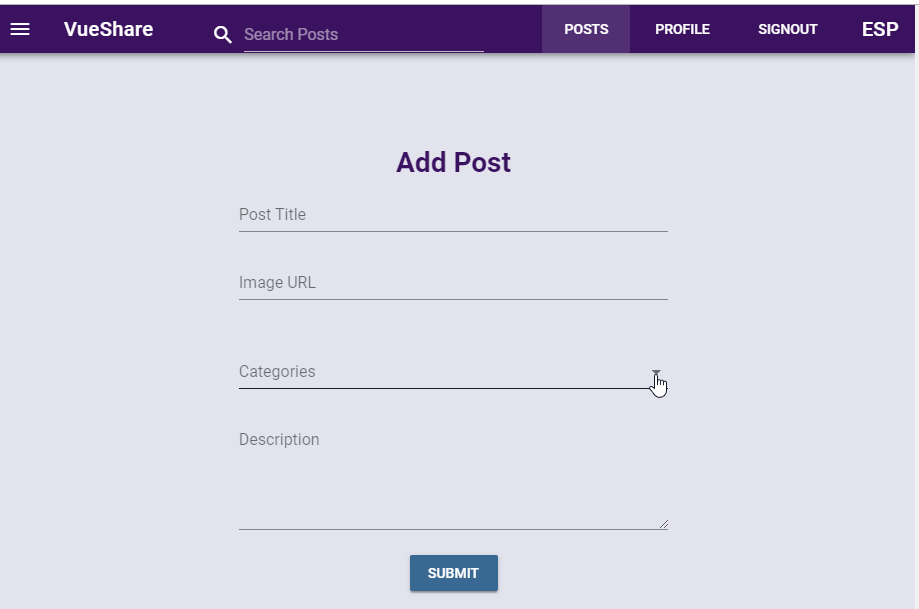 VueShare Search Posts POSTS PROFILE SIGNOUT ESP
Add Post
Post Title
Image URL
Categories
Description
SUBMIT